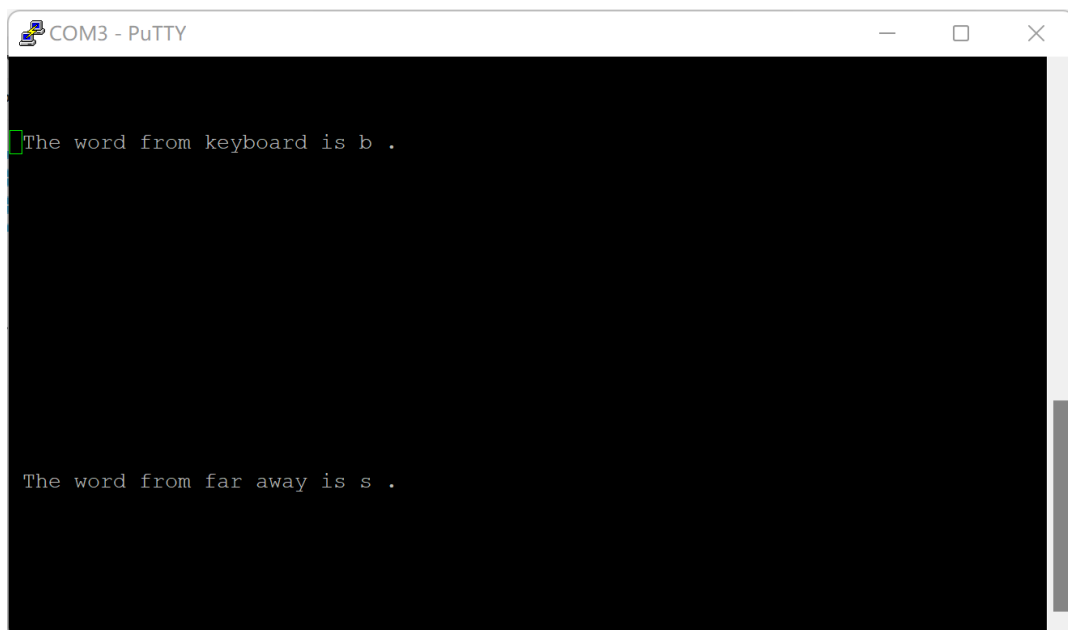 COM3 - PuTTY
The word from keyboard is b .
The word from far away is s .